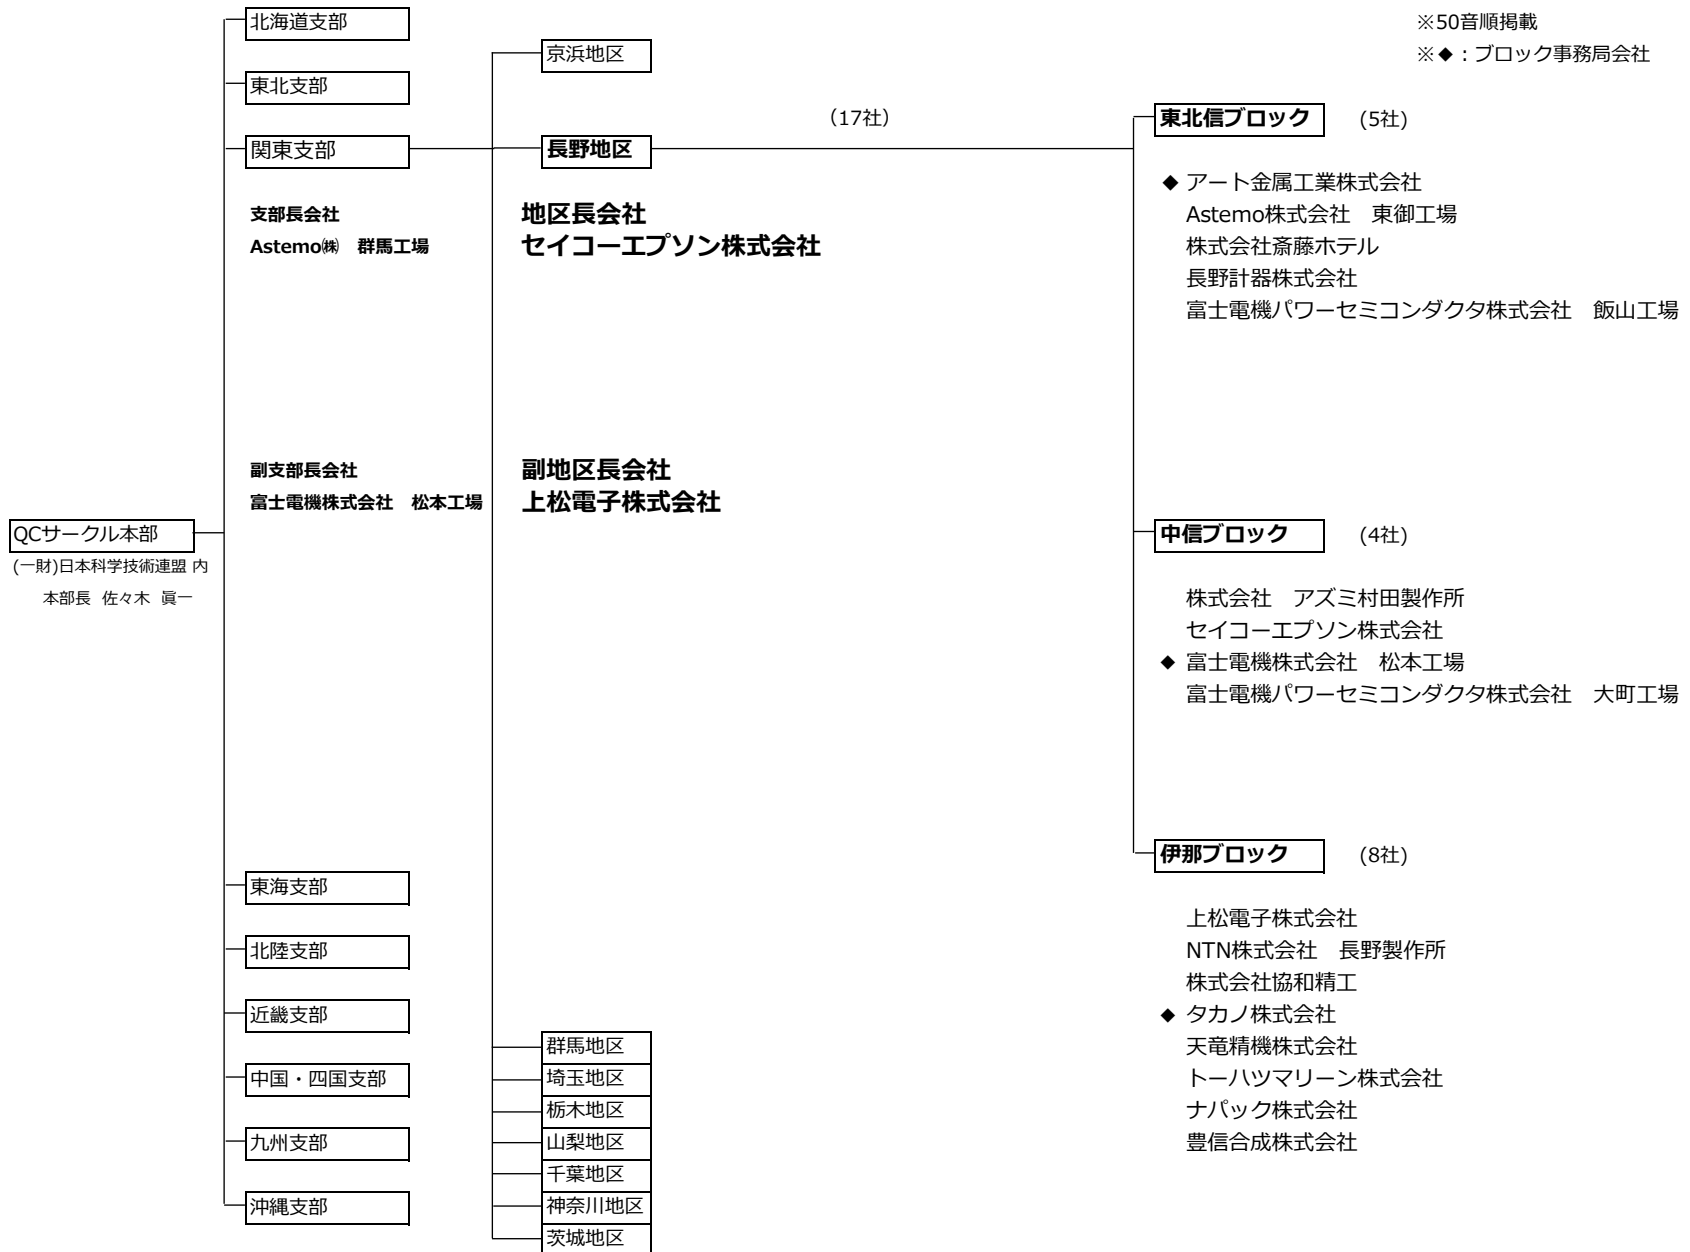 北海道支部
※50音順掲載
京浜地区
※◆：ブロック事務局会社
東北支部
関東支部
長野地区
（17社）
東北信ブロック
(5社)
支部長会社
Astemo㈱　群馬工場
地区長会社
セイコーエプソン株式会社
◆ アート金属工業株式会社
Astemo株式会社　東御工場
株式会社斎藤ホテル
長野計器株式会社
富士電機パワーセミコンダクタ株式会社　飯山工場
副支部長会社
富士電機株式会社　松本工場
副地区長会社
上松電子株式会社
QCサークル本部
(一財)日本科学技術連盟 内
本部長 佐々木 眞一
中信ブロック
(4社)
株式会社　アズミ村田製作所
セイコーエプソン株式会社
◆ 富士電機株式会社　松本工場
富士電機パワーセミコンダクタ株式会社　大町工場
伊那ブロック
(8社)
上松電子株式会社
NTN株式会社　長野製作所
株式会社協和精工
◆ タカノ株式会社
天竜精機株式会社
トーハツマリーン株式会社
ナパック株式会社
豊信合成株式会社
東海支部
北陸支部
近畿支部
中国・四国支部
九州支部
沖縄支部
群馬地区
埼玉地区
栃木地区
山梨地区
千葉地区
神奈川地区
茨城地区